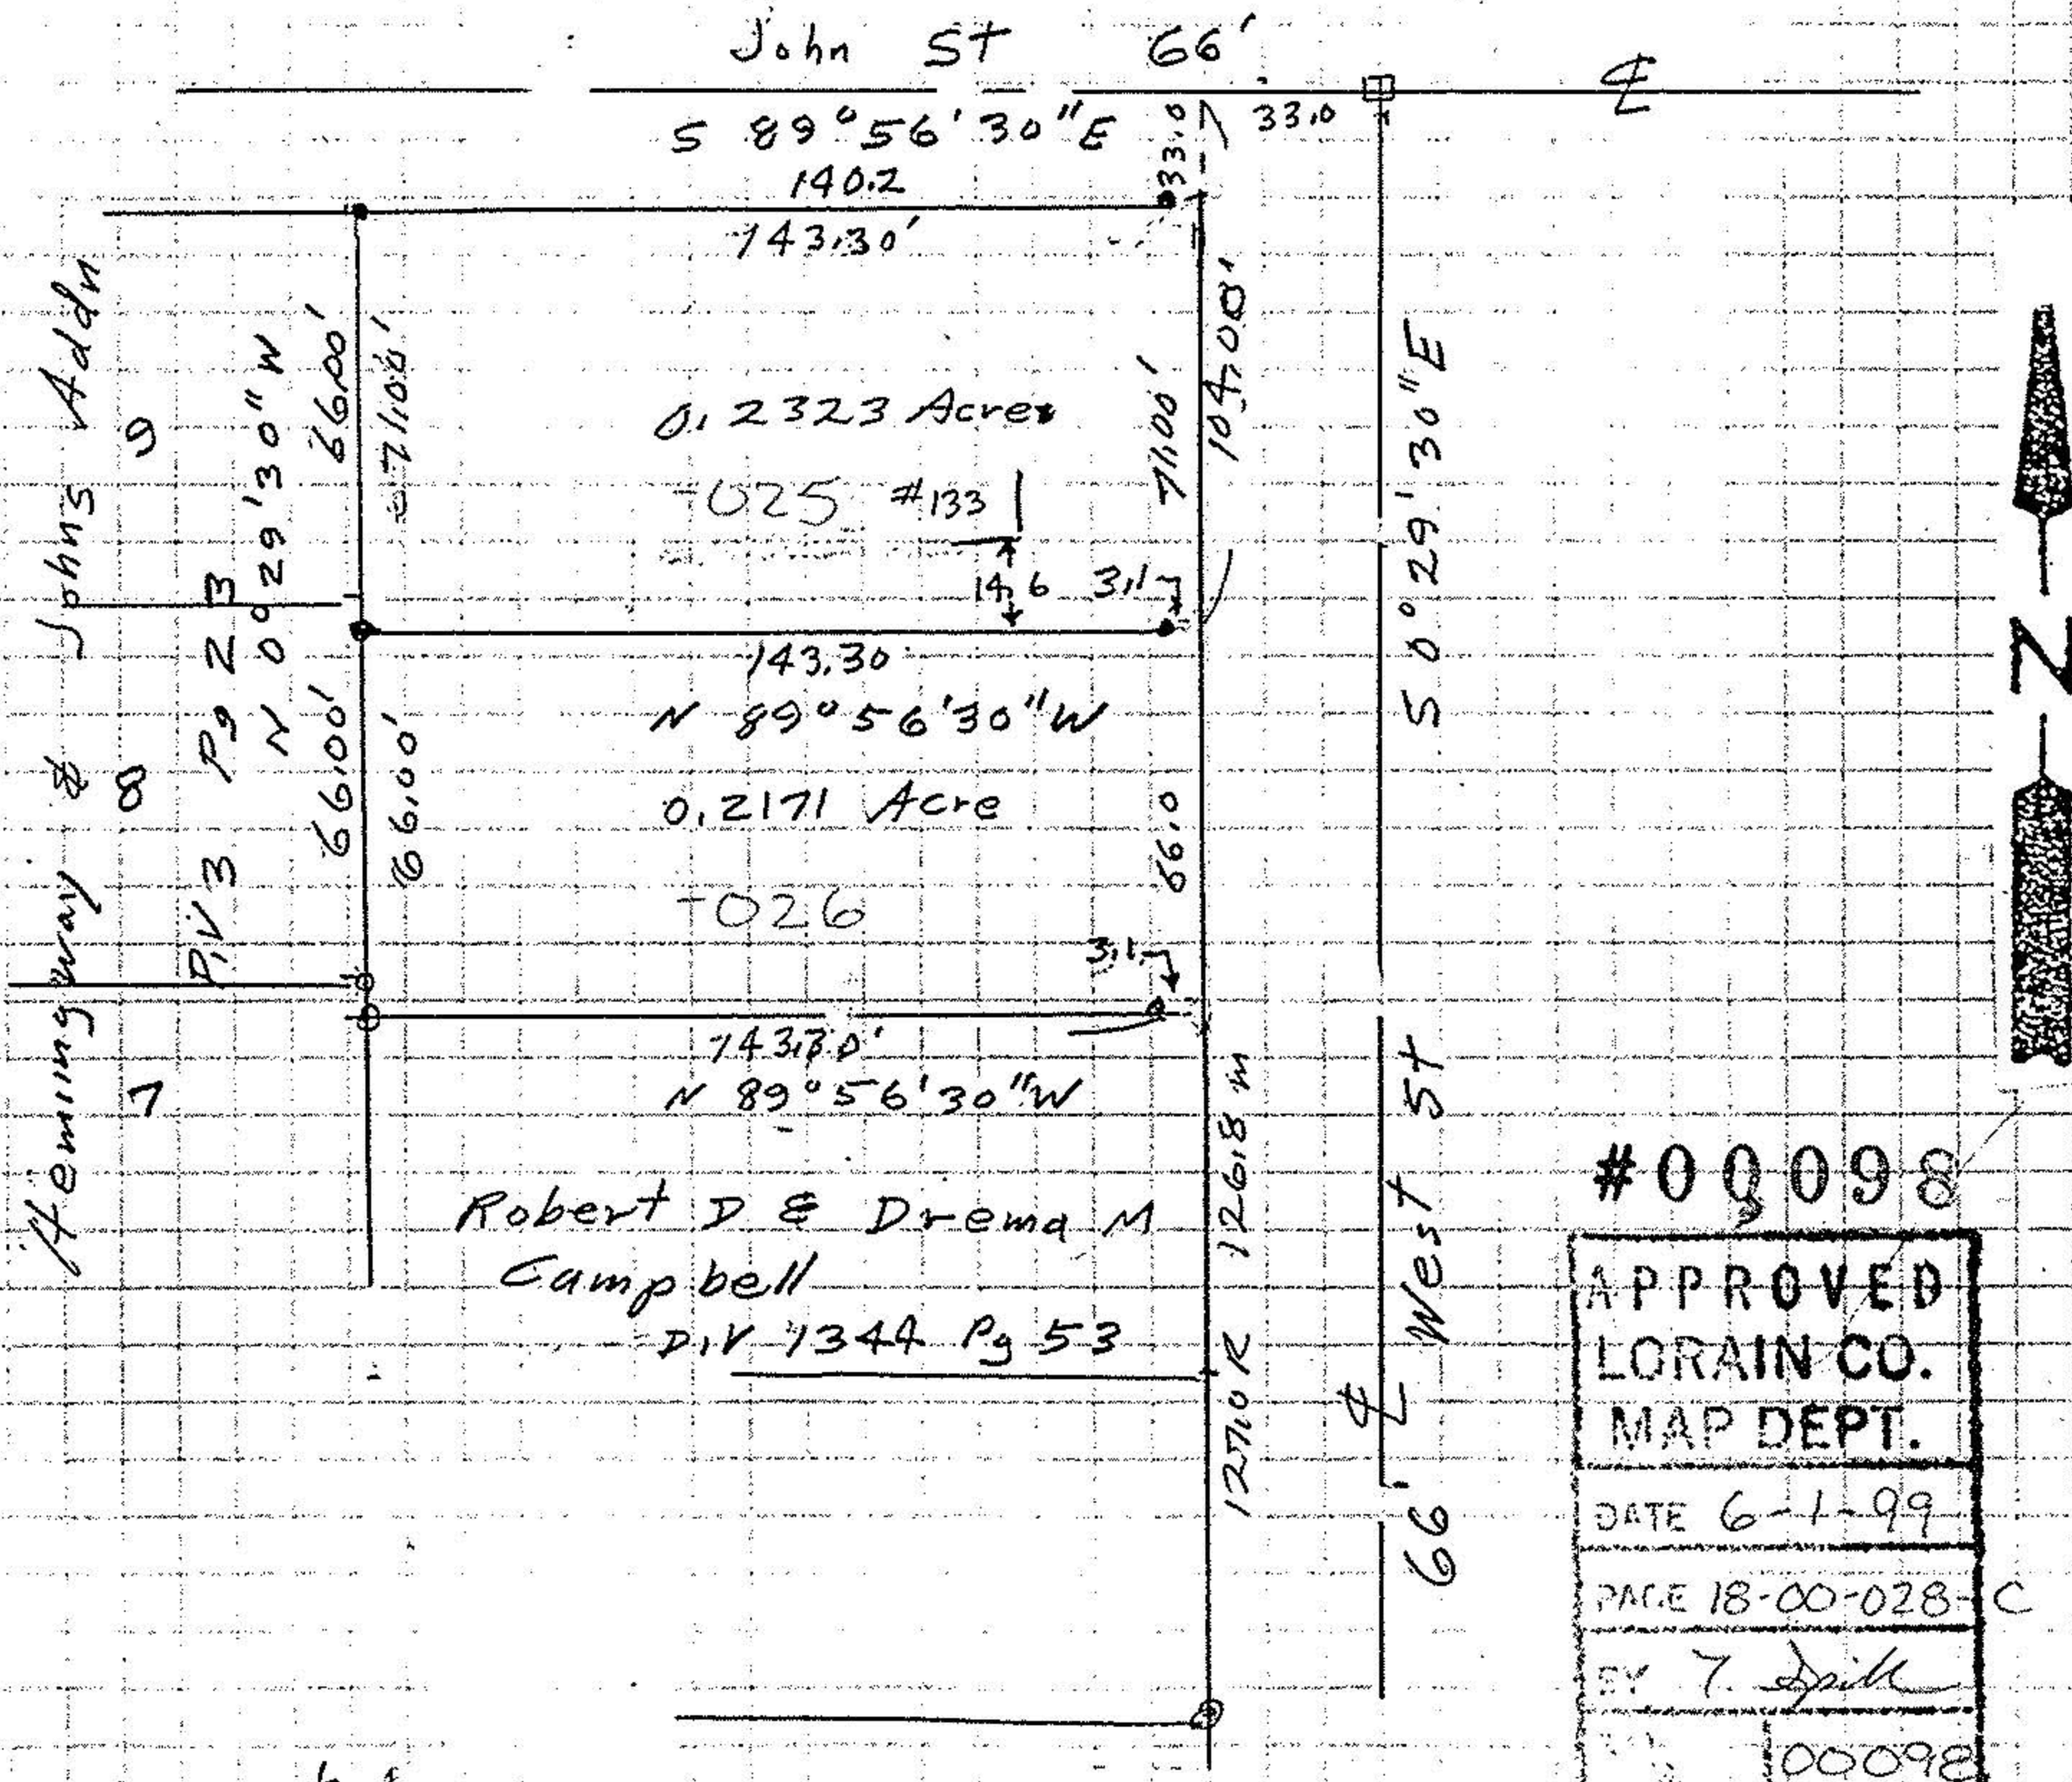 John St 66'
℄
S 89°56'30"E
33.0
33.0
140.2
143.30'
Hemingway & Johns Addn
9
8
7
P.V 3 Pg 23
N 0°29'30"W
66.00'
71.00'
66.00'
66.00'
0.2323 Acres
-025 #133
14.6
3.1
71.00'
104.00'
S 0°29'30"E
143.30
N 89°56'30"W
0.2171 Acre
66.0
-026
3.1
143.30'
N 89°56'30"W
Robert D & Drema M
Campbell
D.V 1344 Pg 53
127.0 R 126.8 m
66' ℄ West St
N
#00098
APPROVED
LORAIN CO.
MAP DEPT.
DATE 6-1-99
PAGE 18-00-028-C
BY T.
00098